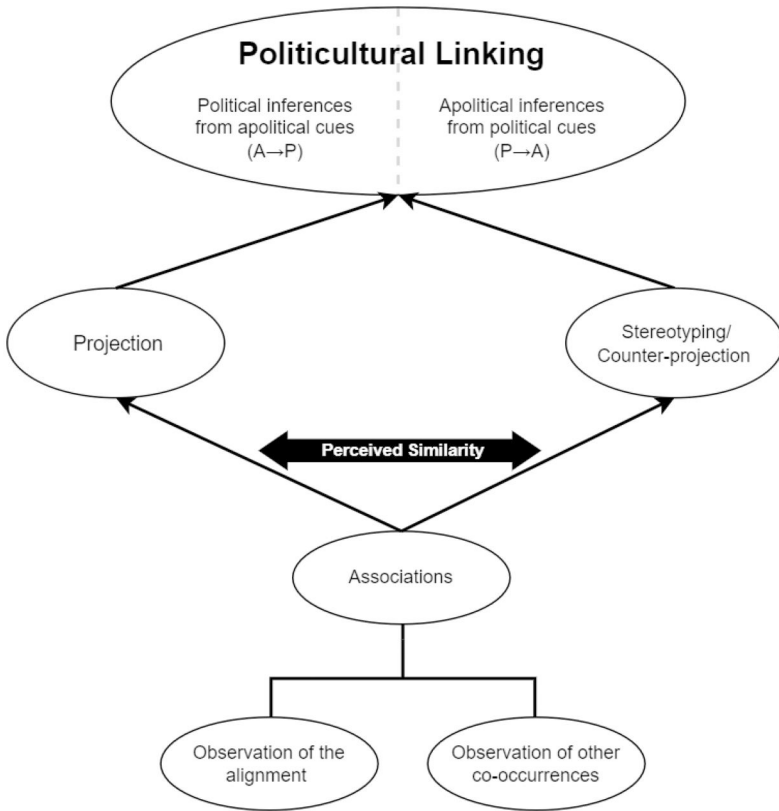 Politicultural Linking
Political inferences
from apolitical cues
(A→P)
Apolitical inferences
from political cues
(P→A)
Projection
Stereotyping/
Counter-projection
Perceived Similarity
Associations
Observation of the
alignment
Observation of other
co-occurrences